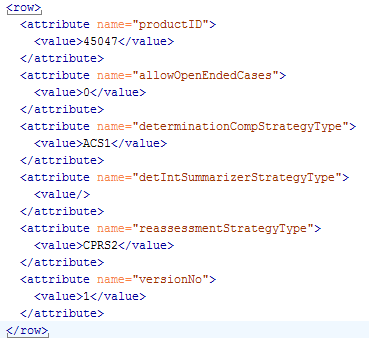 <row>
<attribute name="productID">
<value>45047</value>
</attribute>
<attribute name="allowOpenEndedCases">
<value>0</value>
</attribute>
<attribute name="determinationCompStrategyType">
<value>ACS1</value>
</attribute>
<attribute name="detIntSummarizerStrategyType">
<value/>
</attribute>
<attribute name="reassessmentStrategyType">
<value>CPRS2</value>
</attribute>
<attribute name="versionNo">
<value>1</value>
</attribute>
</row>